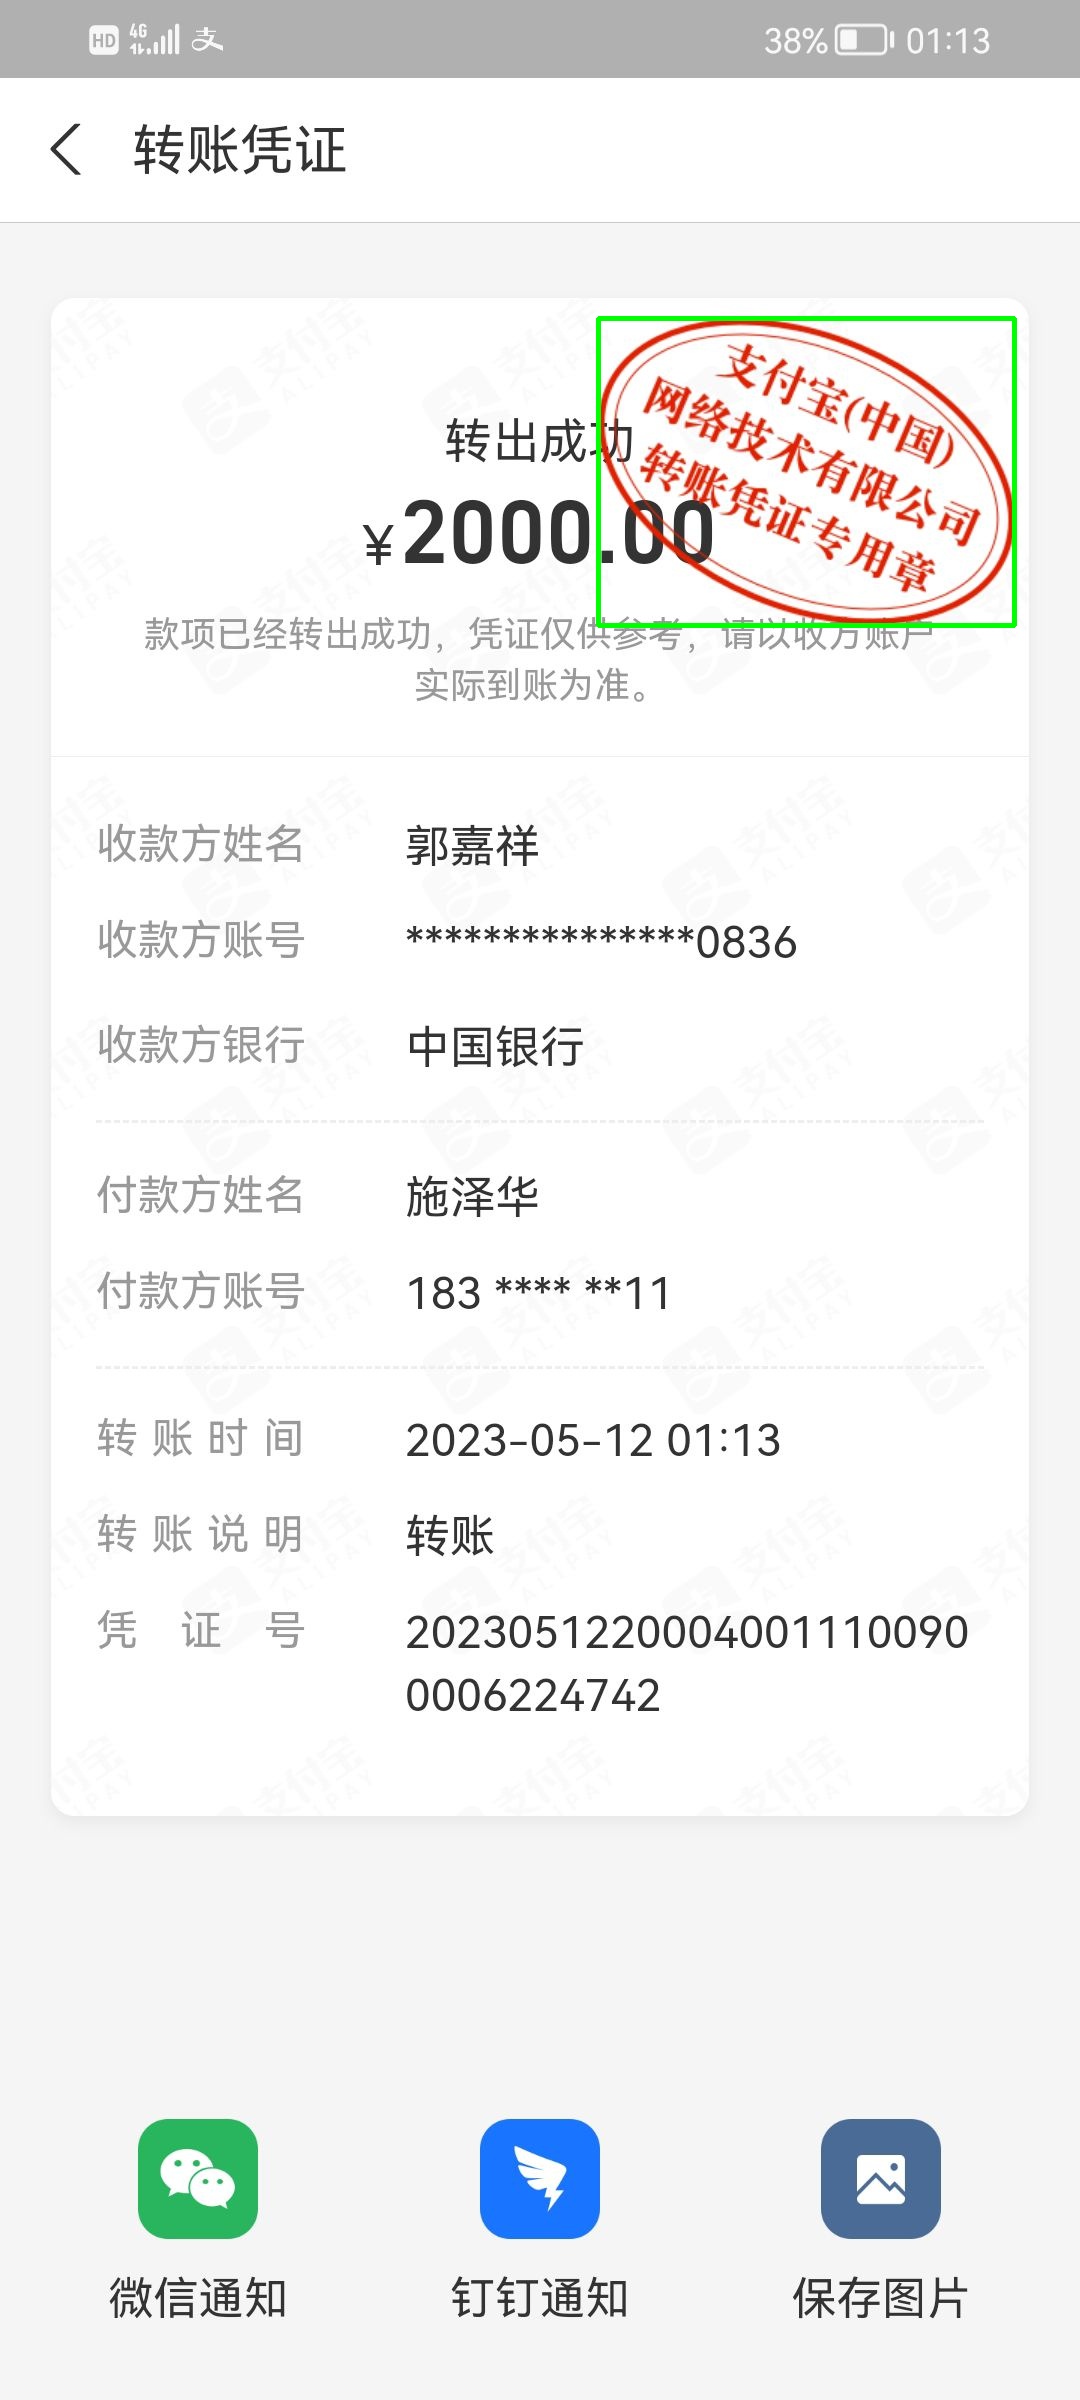 HD 4G 38% 01:13
转账凭证
支付宝(中国)
网络技术有限公司
转账凭证专用章
转出成功
¥2000.00
款项已经转出成功，凭证仅供参考，请以收方账户
实际到账为准。
收款方姓名 郭嘉祥
收款方账号 ***************0836
收款方银行 中国银行
付款方姓名 施泽华
付款方账号 183 **** **11
转账时间 2023-05-12 01:13
转账说明 转账
凭证号 2023051220004001110090
0006224742
微信通知 钉钉通知 保存图片